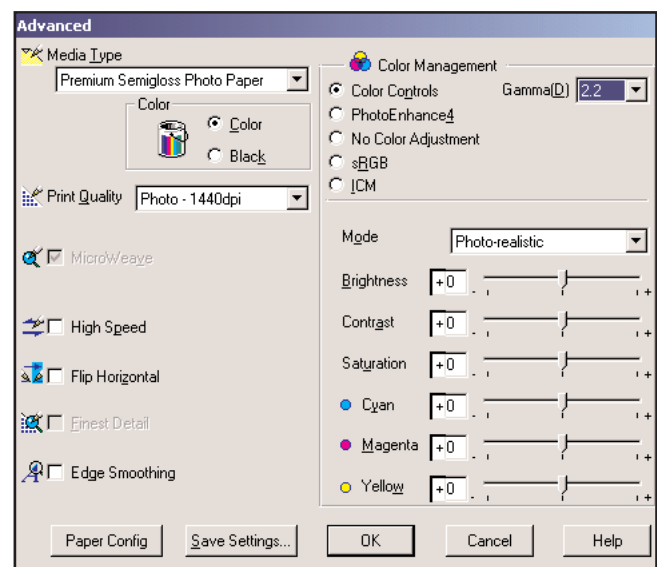 Advanced
Media Type
Premium Semigloss Photo Paper
Color
Color
Black
Print Quality Photo - 1440dpi
MicroWeave
High Speed
Flip Horizontal
Finest Detail
Edge Smoothing
Color Management
Color Controls Gamma(D) 2.2
PhotoEnhance4
No Color Adjustment
sRGB
ICM
Mode Photo-realistic
Brightness +0 - +
Contrast +0 - +
Saturation +0 - +
Cyan +0 - +
Magenta +0 - +
Yellow +0 - +
Paper Config Save Settings... OK Cancel Help